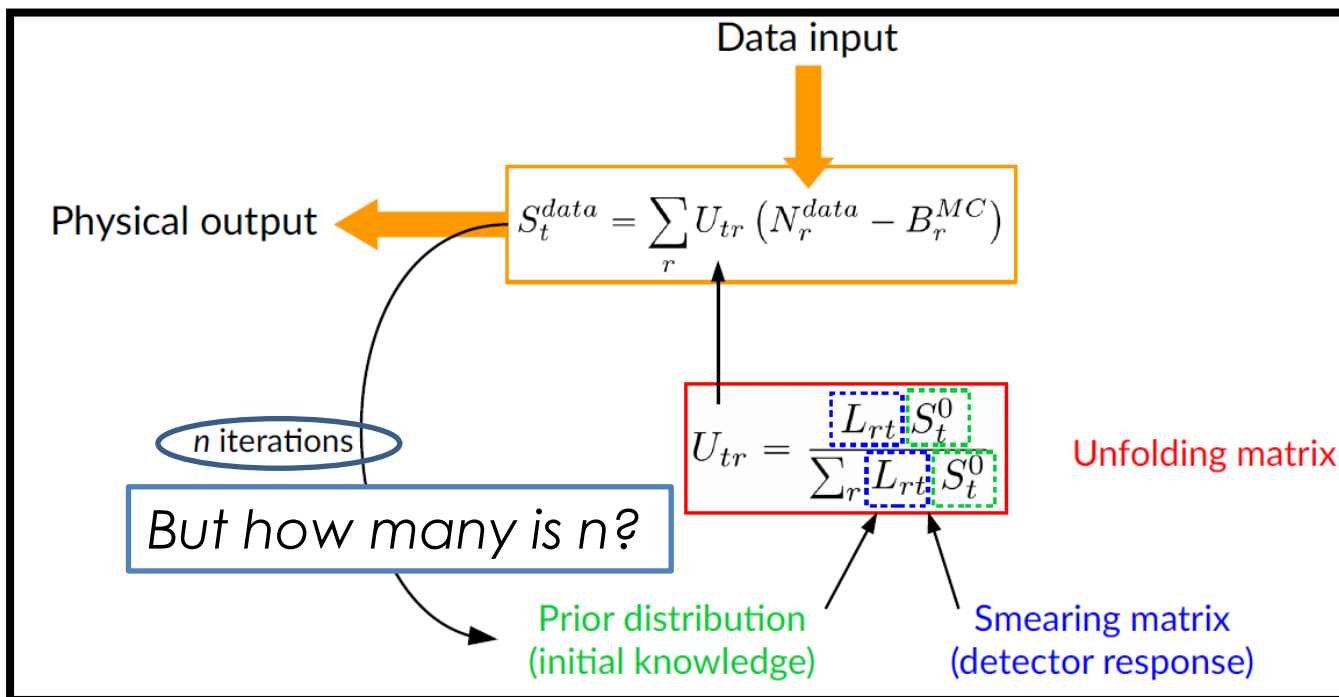 Data input
Physical output
$S_t^{data} = \sum_r U_{tr} \left( N_r^{data} - B_r^{MC} \right)$
n iterations
$U_{tr} = \frac{L_{rt} S_t^0}{\sum_r L_{rt} S_t^0}$
Unfolding matrix
But how many is n?
Prior distribution
(initial knowledge)
Smearing matrix
(detector response)